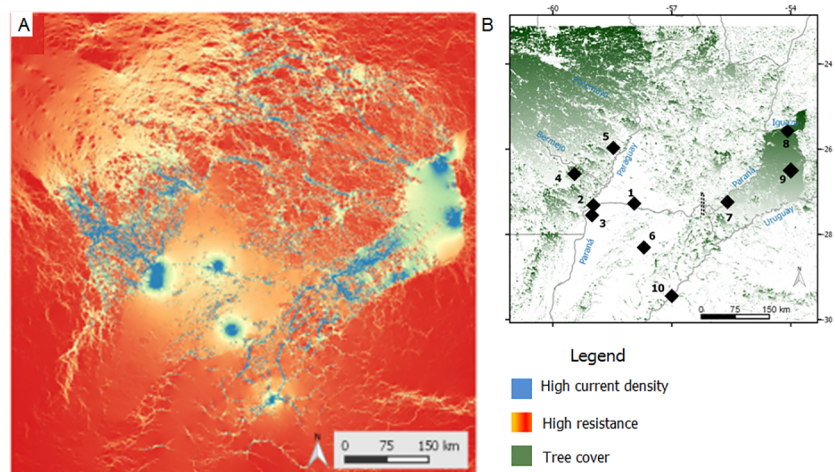 A
0 75 150 km
N
B
-60 -57 -54
-24
-26
-28
-30
Bermejo
Paraguay
Iguazú
Paraná
Uruguay
Paraná
5
4
2
3
1
6
7
8
9
10
0 75 150 km
N
Legend
High current density
High resistance
Tree cover